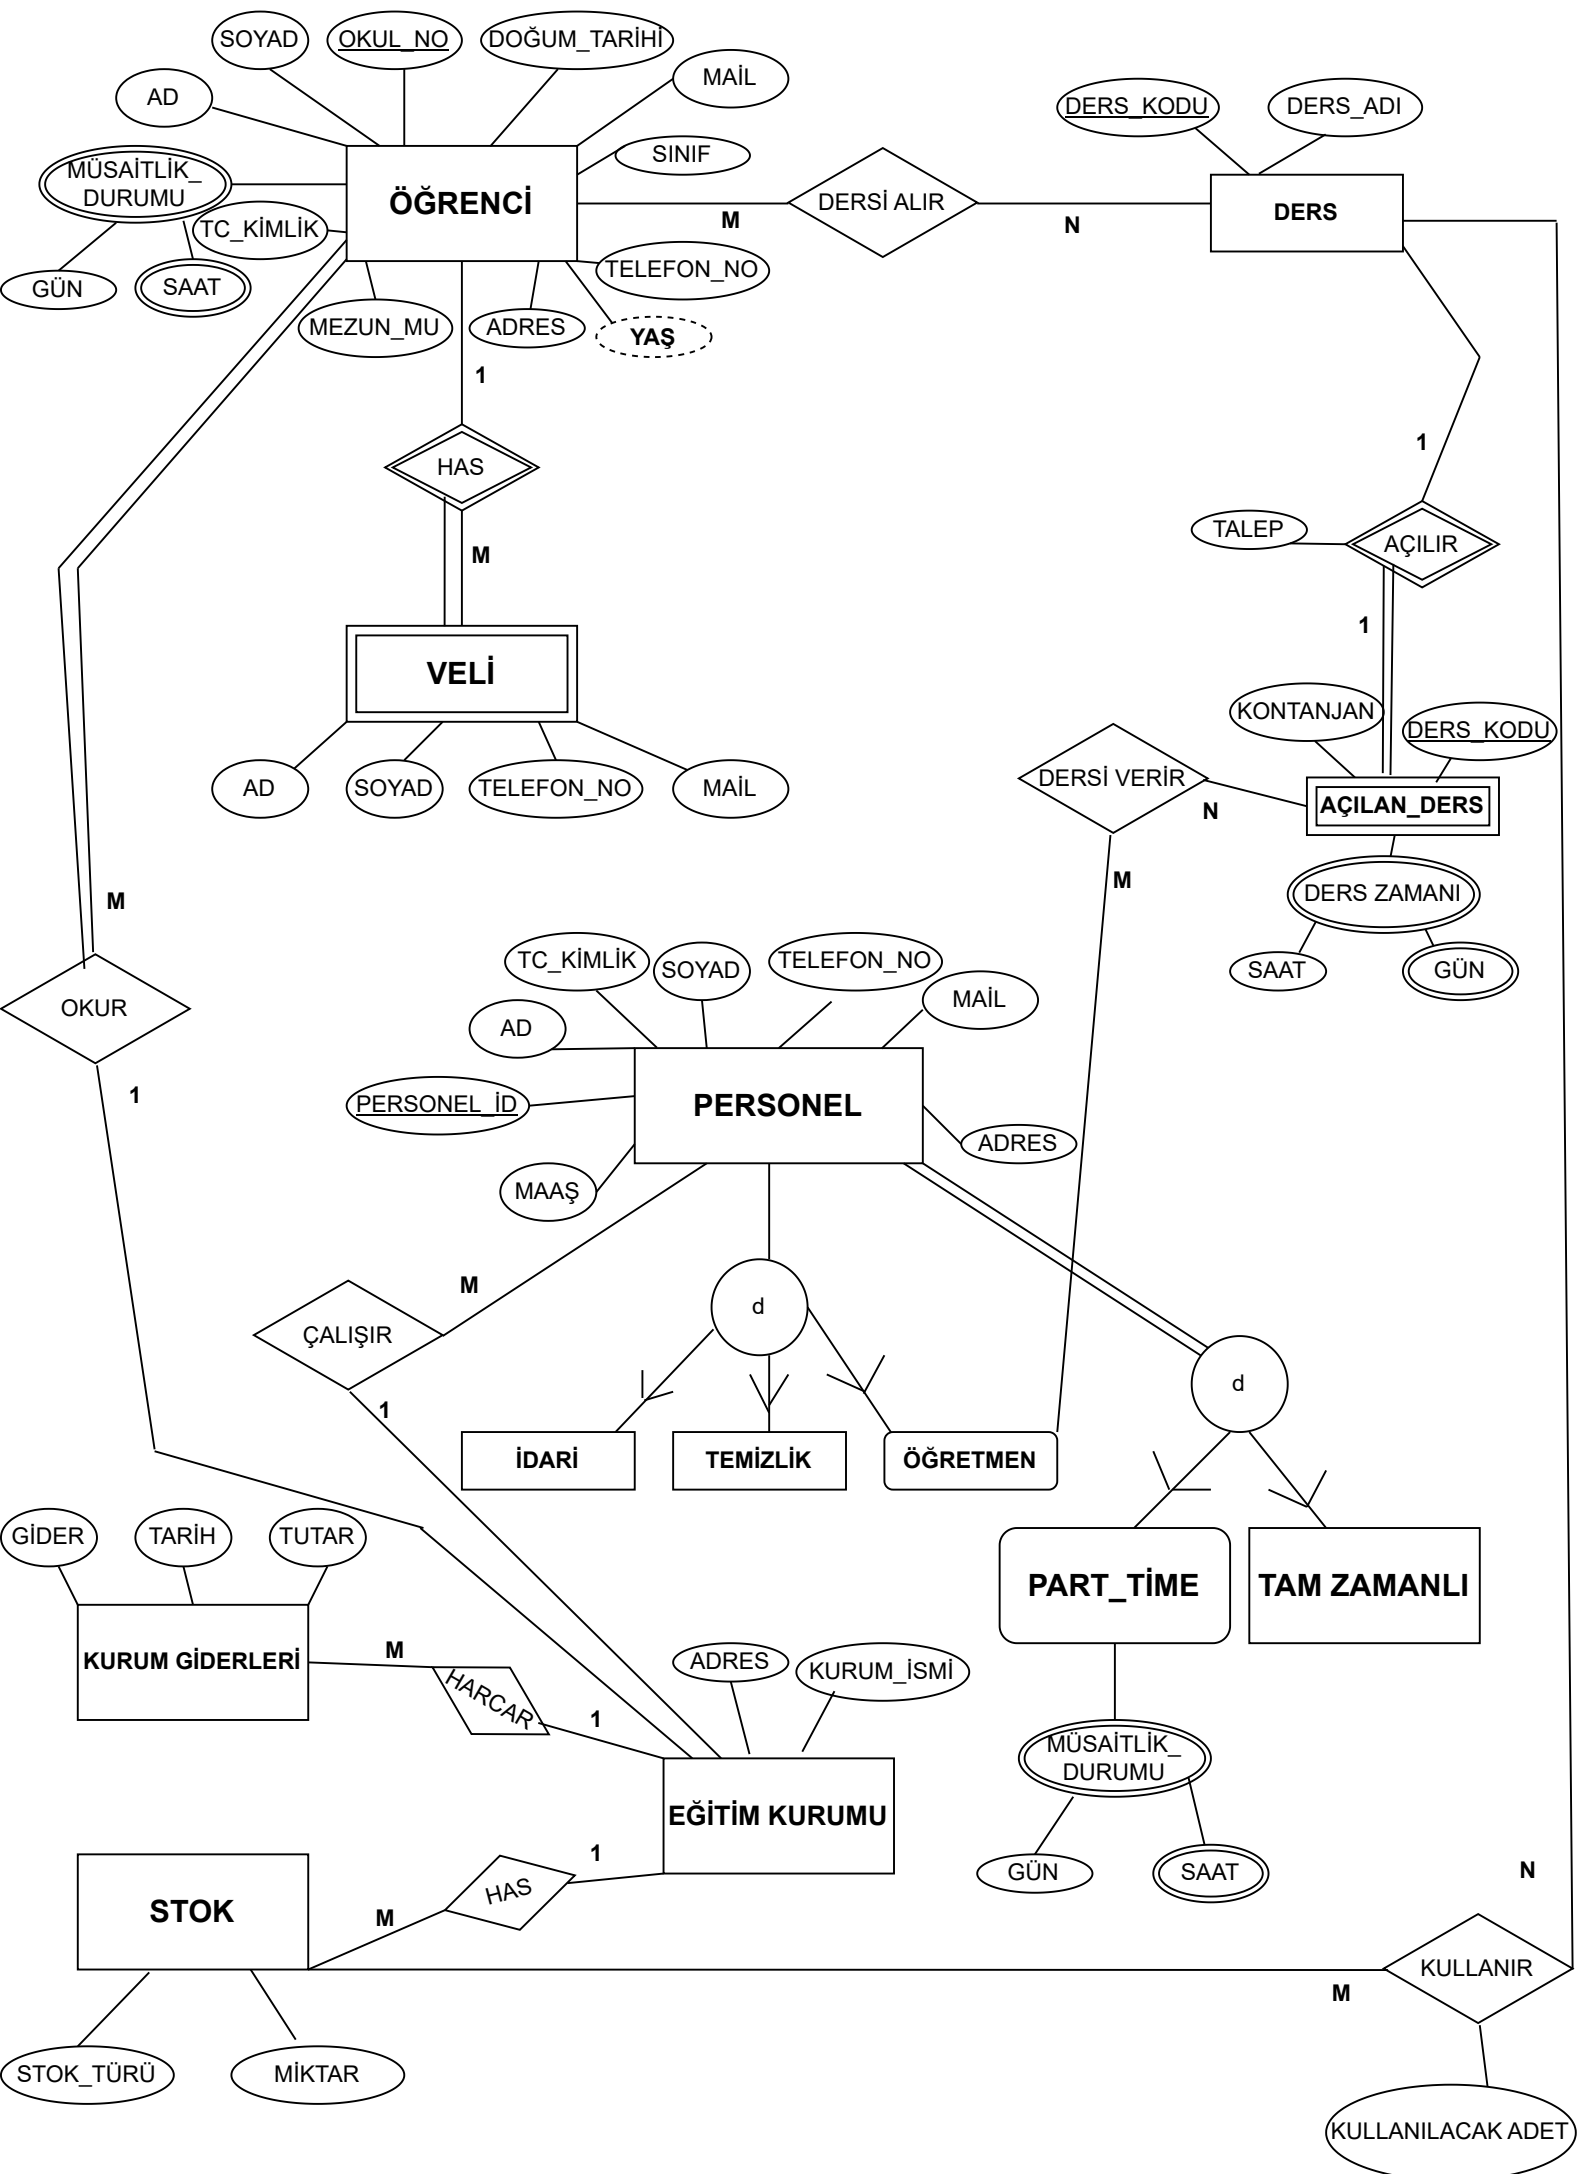 SOYAD
OKUL_NO
DOĞUM_TARİHİ
MAİL
AD
DERS_KODU
DERS_ADI
SINIF
MÜSAİTLİK_
DURUMU
ÖĞRENCİ
DERSİ ALIR
DERS
M
N
TC_KİMLİK
TELEFON_NO
GÜN
SAAT
MEZUN_MU
ADRES
YAŞ
1
1
HAS
TALEP
AÇILIR
M
1
VELİ
KONTANJAN
DERS_KODU
AD
SOYAD
TELEFON_NO
MAİL
DERSİ VERİR
N
AÇILAN_DERS
M
M
DERS ZAMANI
TC_KİMLİK
SOYAD
TELEFON_NO
SAAT
GÜN
MAİL
OKUR
AD
1
PERSONEL_İD
PERSONEL
ADRES
MAAŞ
M
d
ÇALIŞIR
d
1
İDARİ
TEMİZLİK
ÖĞRETMEN
GİDER
TARİH
TUTAR
PART_TİME
TAM ZAMANLI
KURUM GİDERLERİ
M
HARCAR
1
ADRES
KURUM_İSMİ
MÜSAİTLİK_
DURUMU
EĞİTİM KURUMU
1
GÜN
SAAT
N
HAS
STOK
M
KULLANIR
M
STOK_TÜRÜ
MİKTAR
KULLANILACAK ADET